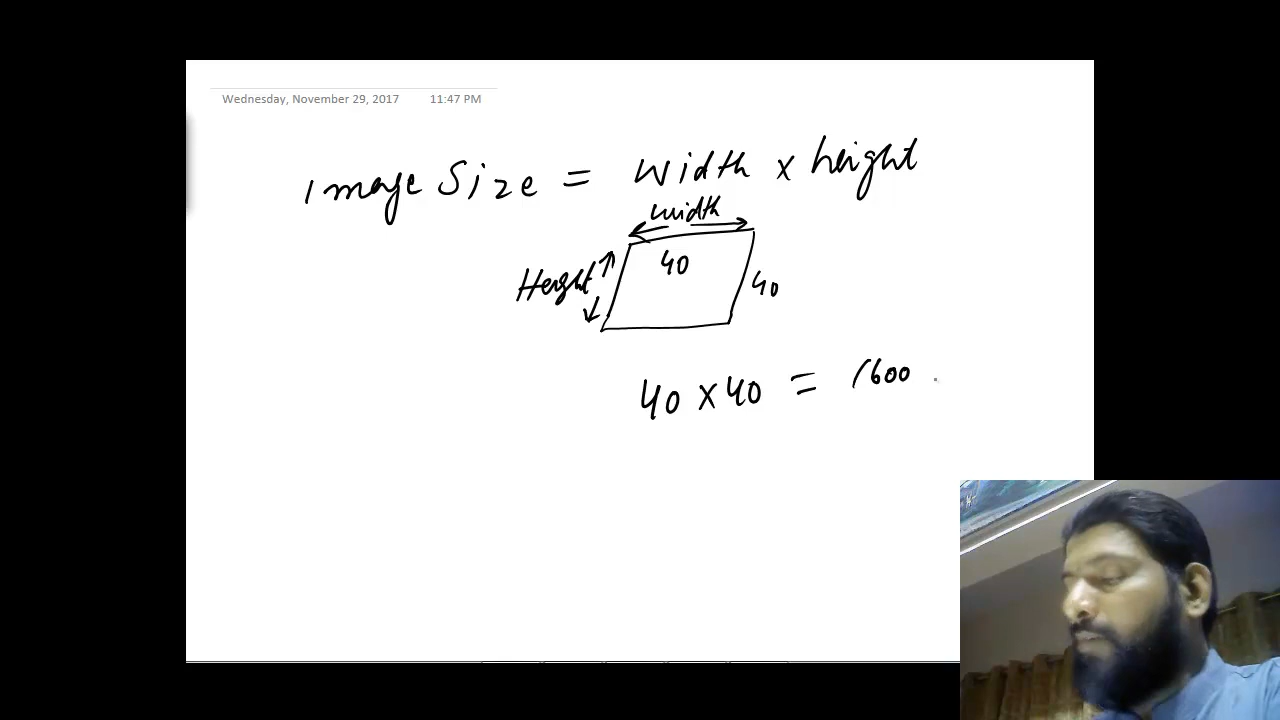 Wednesday, November 29, 2017 11:47 PM
Image Size = width x height
width
Height 40 40
40 x 40 = 1600